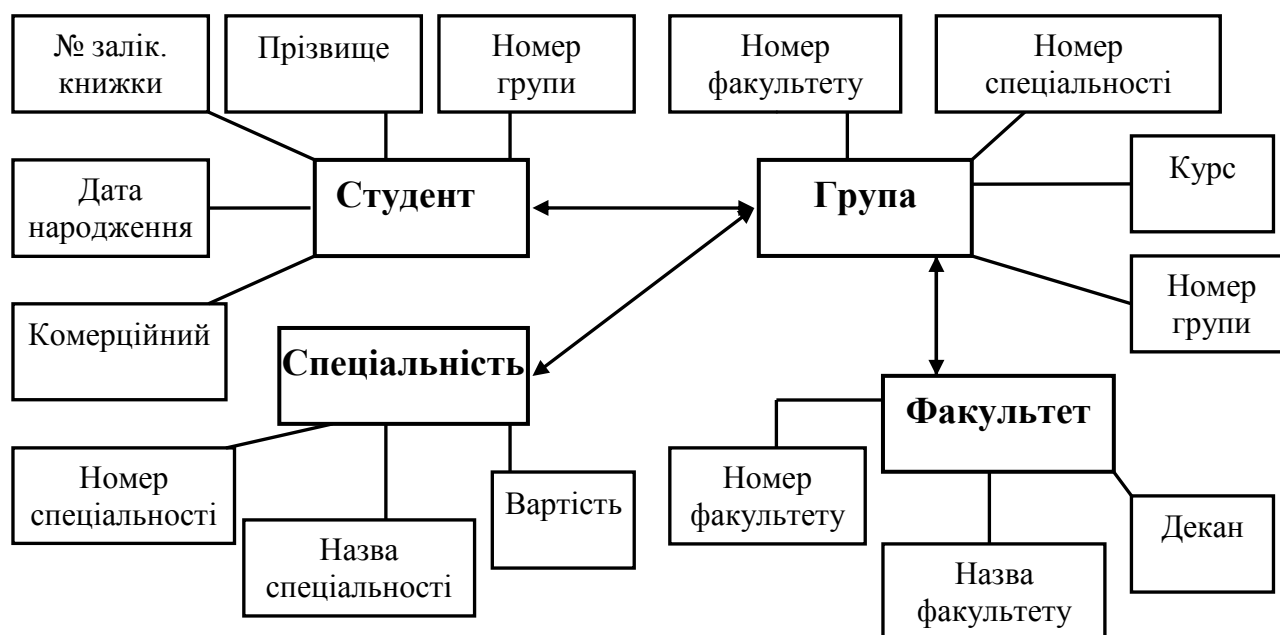 № залік.
книжки
Прізвище
Номер
групи
Номер
факультету
Номер
спеціальності
Дата
народження
Студент
Група
Курс
Комерційний
Номер
групи
Спеціальність
Факультет
Номер
спеціальності
Назва
спеціальності
Вартість
Номер
факультету
Назва
факультету
Декан